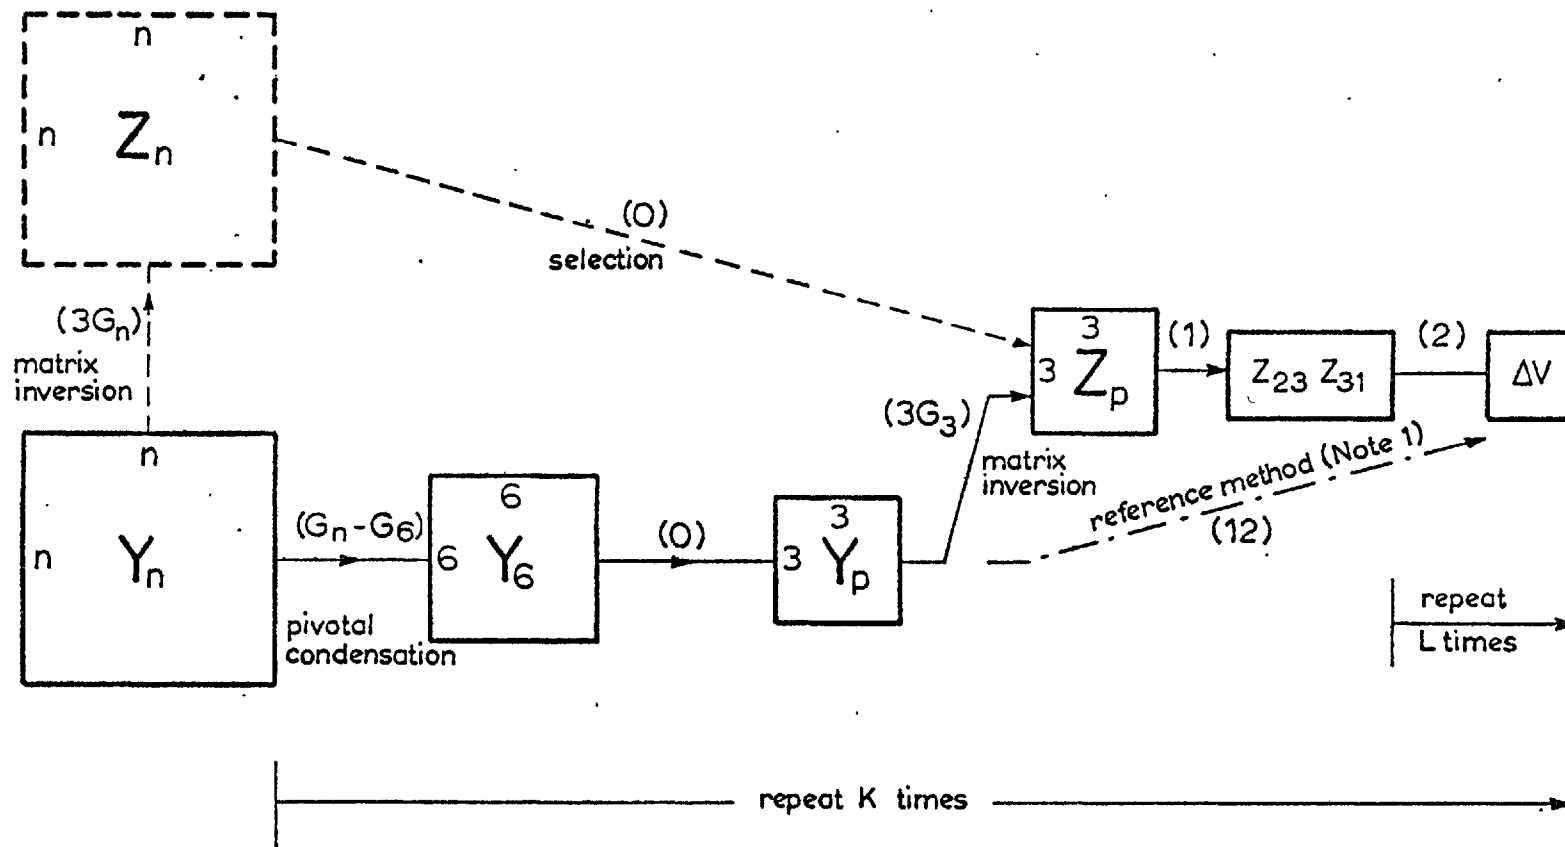 n
n
Zₙ
(0)
selection
(3Gₙ)
matrix
inversion
3
3
Zₚ
(1)
Z₂₃ Z₃₁
(2)
ΔV
(3G₃)
matrix
inversion
reference method (Note 1)
(12)
n
n
Yₙ
(Gₙ-G₆)
pivotal
condensation
6
6
Y₆
(0)
3
3
Yₚ
repeat
L times
repeat K times